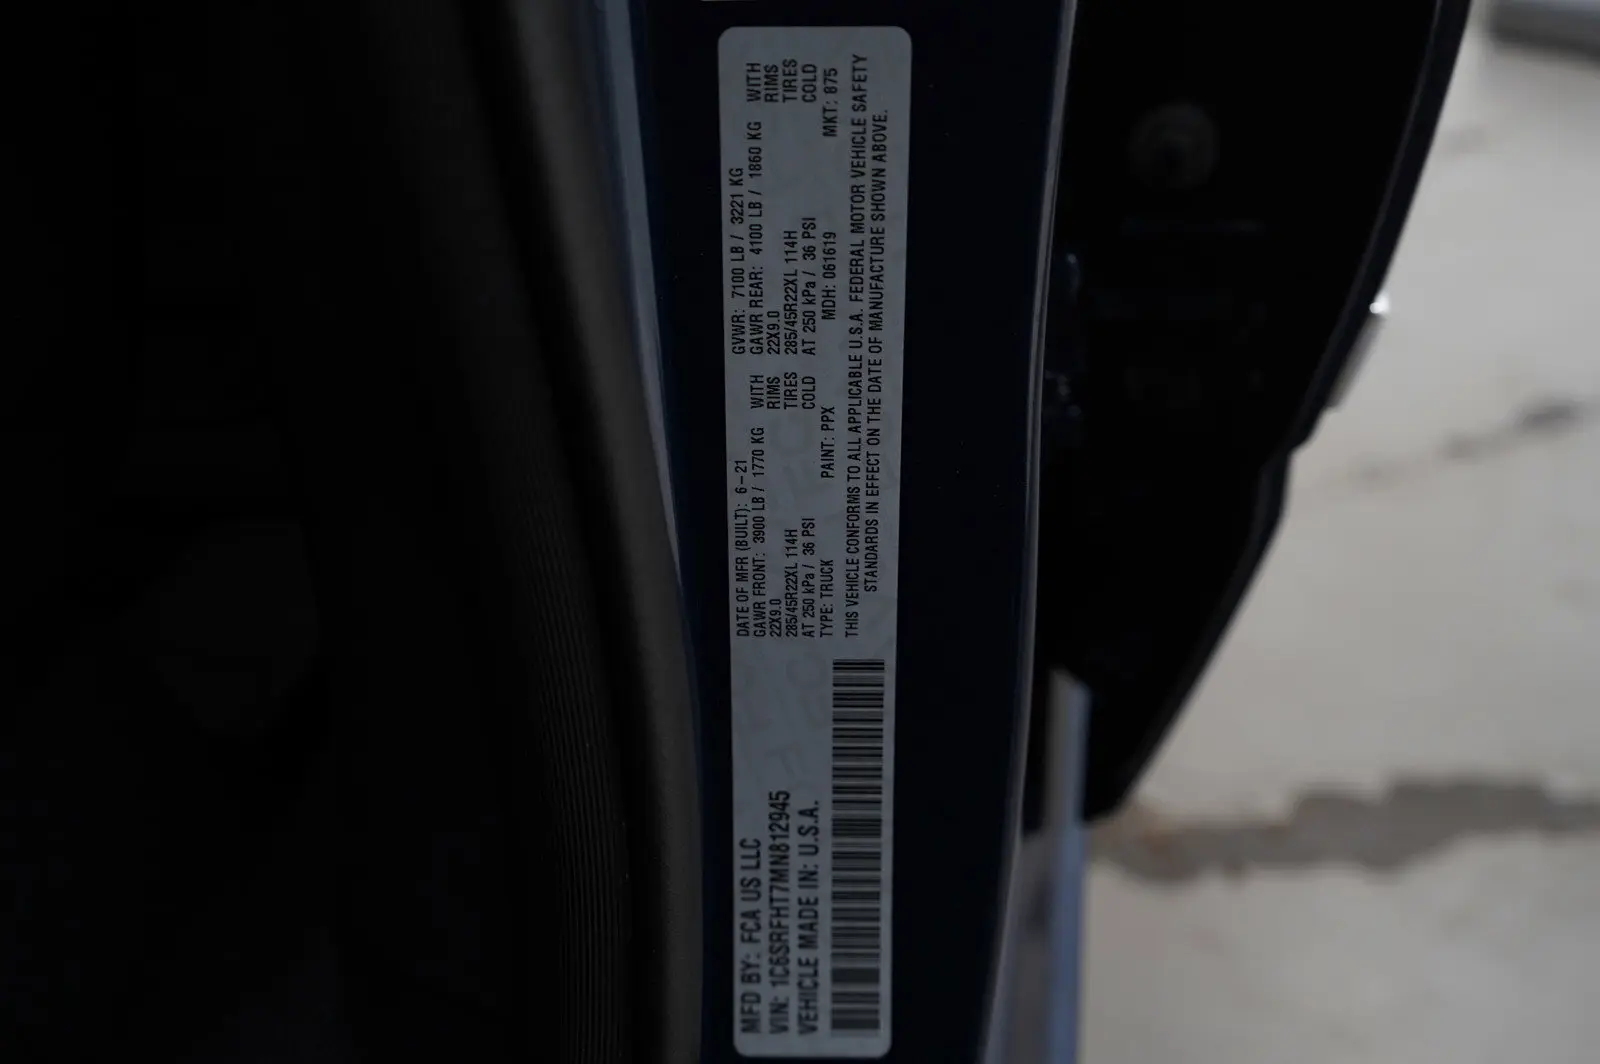 MFD BY: FCA US LLC
VIN: 1C6SRFHT7MN812945
VEHICLE MADE IN: U.S.A.
DATE OF MFR (BUILT): 6-21 GVWR: 7100 LB / 3221 KG
GAWR FRONT: 3900 LB / 1770 KG WITH GAWR REAR: 4100 LB / 1860 KG WITH
22X9.0 RIMS 22X9.0 RIMS
285/45R22XL 114H TIRES 285/45R22XL 114H TIRES
AT 250 kPa / 36 PSI COLD AT 250 kPa / 36 PSI COLD
TYPE: TRUCK PAINT: PPX MDH: 061619 MKT: 875
THIS VEHICLE CONFORMS TO ALL APPLICABLE U.S.A. FEDERAL MOTOR VEHICLE SAFETY
STANDARDS IN EFFECT ON THE DATE OF MANUFACTURE SHOWN ABOVE.